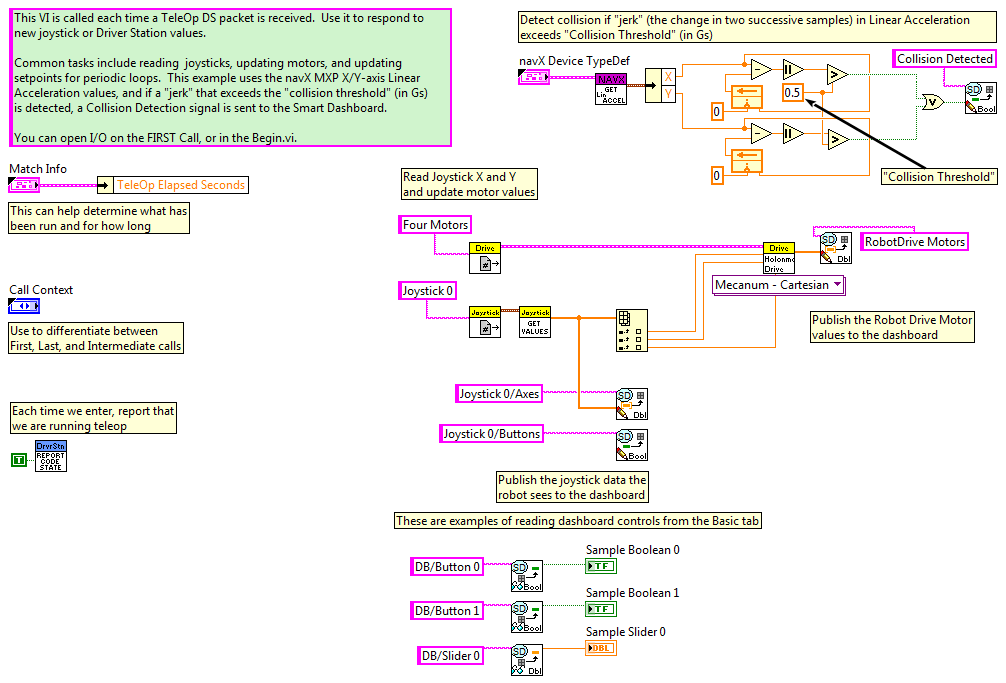 This VI is called each time a TeleOp DS packet is received.  Use it to respond to
new joystick or Driver Station values.
Common tasks include reading  joysticks, updating motors, and updating
setpoints for periodic loops.  This example uses the navX MXP X/Y-axis Linear
Acceleration values, and if a "jerk" that exceeds the "collision threshold" (in Gs)
is detected, a Collision Detection signal is sent to the Smart Dashboard.
You can open I/O on the FIRST Call, or in the Begin.vi.
Detect collision if "jerk" (the change in two successive samples) in Linear Acceleration
exceeds "Collision Threshold" (in Gs)
navX Device TypeDef
NAVX
GET
Lin
ACCEL
X
Y
0
0.5
0
Collision Detected
SD
Bool
"Collision Threshold"
Match Info
TeleOp Elapsed Seconds
This can help determine what has
been run and for how long
Call Context
Use to differentiate between
First, Last, and Intermediate calls
Each time we enter, report that
we are running teleop
T
DrvrStn
REPORT
CODE
STATE
Read Joystick X and Y
and update motor values
Four Motors
Drive
Drive
Holonmc
Drive
SD
Dbl
RobotDrive Motors
Mecanum - Cartesian
Joystick 0
Joystick
Joystick
GET
VALUES
Publish the Robot Drive Motor
values to the dashboard
Joystick 0/Axes
SD
Dbl
Joystick 0/Buttons
SD
Bool
Publish the joystick data the
robot sees to the dashboard
These are examples of reading dashboard controls from the Basic tab
DB/Button 0
SD
Bool
Sample Boolean 0
TF
DB/Button 1
SD
Bool
Sample Boolean 1
TF
DB/Slider 0
SD
Dbl
Sample Slider 0
DBL